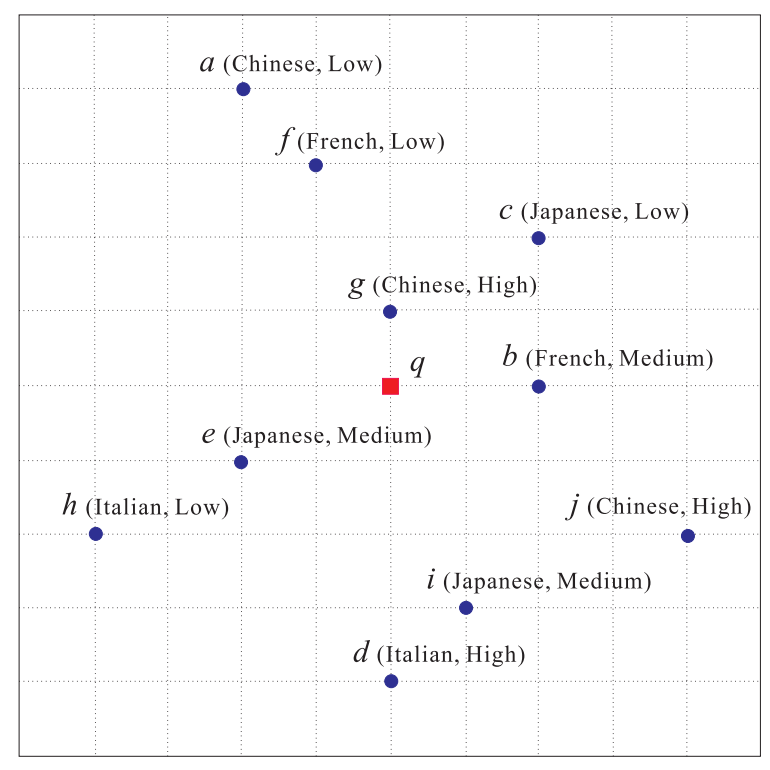 a (Chinese, Low)
f (French, Low)
c (Japanese, Low)
g (Chinese, High)
q
b (French, Medium)
e (Japanese, Medium)
h (Italian, Low)
j (Chinese, High)
i (Japanese, Medium)
d (Italian, High)